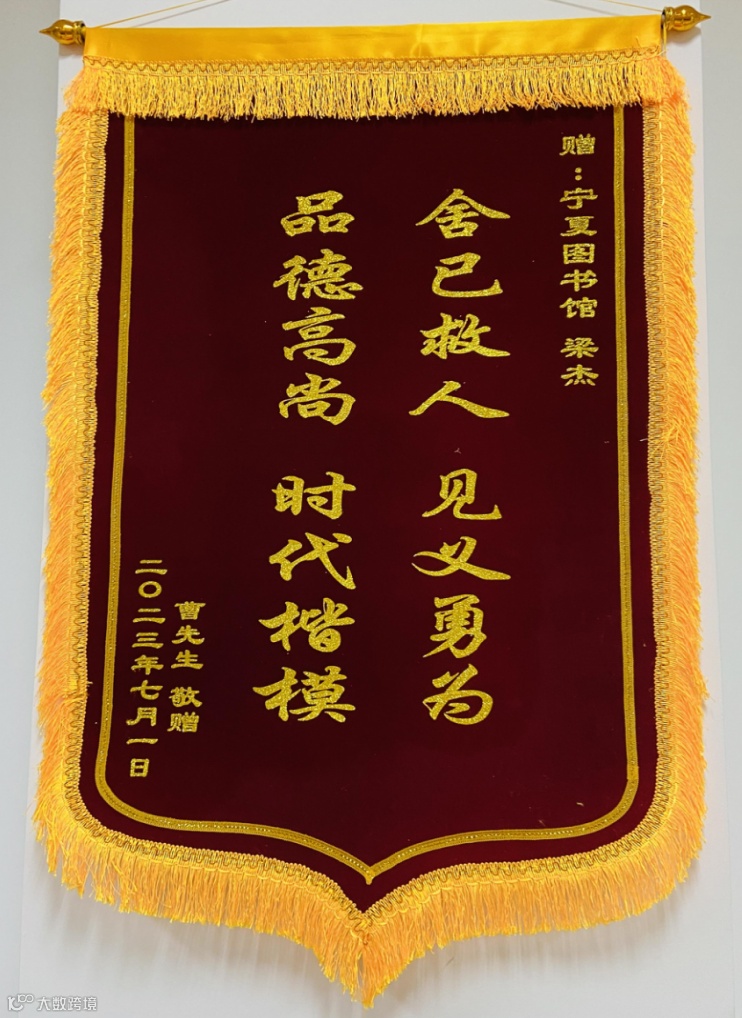 赠：宁夏图书馆 梁杰
舍己救人 见义勇为
品德高尚 时代楷模
曹先生 敬赠
二〇二三年七月一日
大数跨境